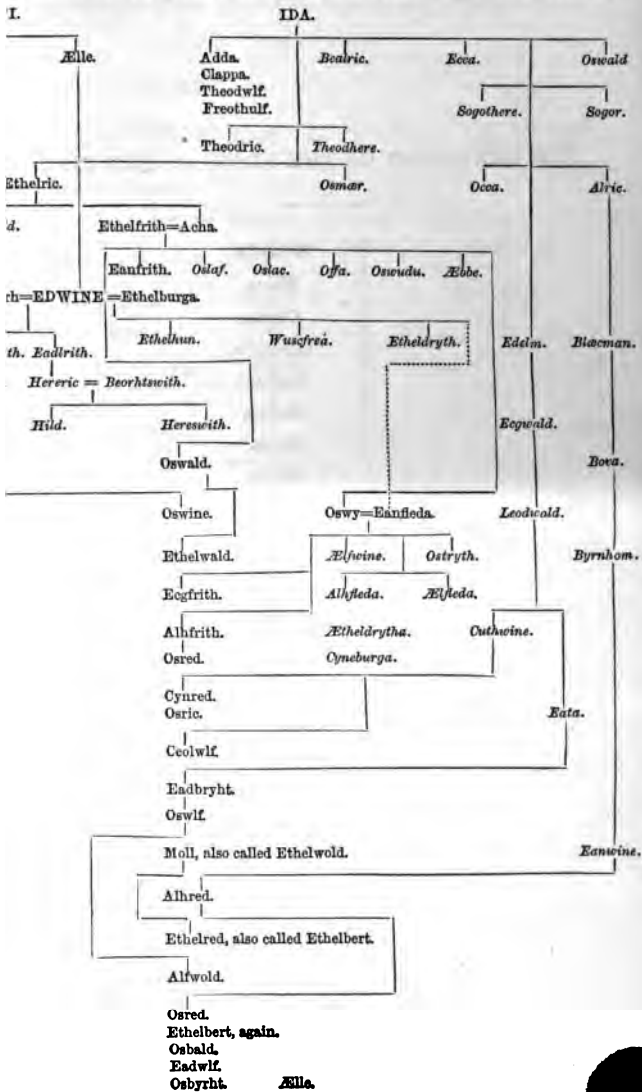 I. IDA.
Ælle. Adda. Bealric. Ecca. Oswald
Clappa.
Theodwlf.
Freothulf. Sogothere. Sogor.
Theodric. Theodhere.
Ethelric. Osmær. Occa. Alric.
d. Ethelfrith=Acha.
Eanfrith. Oslaf. Oslac. Offa. Oswudu. Æbbe.
rh=EDWINE =Ethelburga.
Ethelhun. Wuscfreá. Etheldryth. Edelm. Blæcman.
th. Eadlrith.
Hereric = Beorhtswith.
Hild. Hereswith. Ecgwald.
Oswald. Bova.
Oswine. Oswy=Eanfleda. Leodwald.
Ethelwald. Ælfwine. Ostryth. Byrnhom.
Ecgfrith. Alhfleda. Ælfleda.
Alhfrith. Ætheldrytha. Cuthwine.
Osred. Cyneburga.
Cynred.
Osric. Eata.
Ceolwlf.
Eadbryht.
Oswlf.
Moll, also called Ethelwold. Eanwine.
Alhred.
Ethelred, also called Ethelbert.
Alfwold.
Osred.
Ethelbert, again.
Osbald.
Eadwlf.
Osbyrht. Ælle.